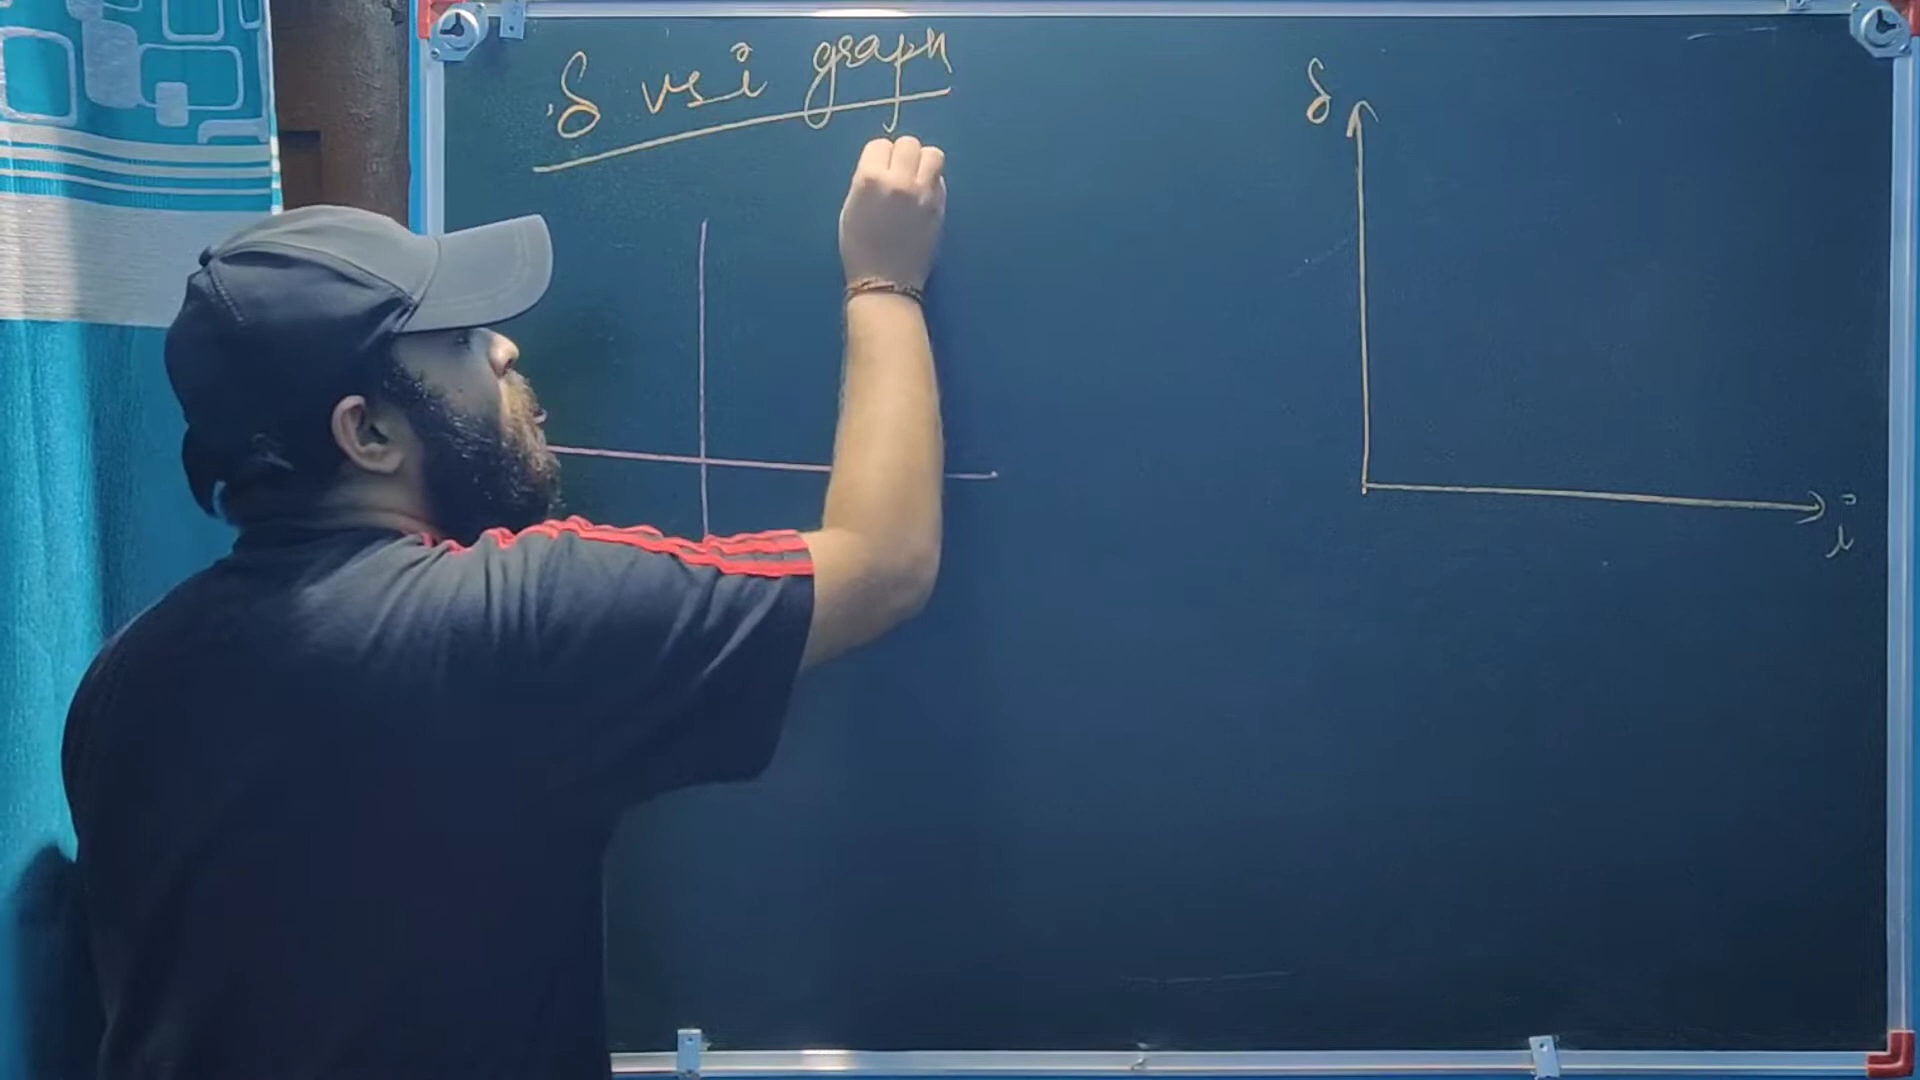 δ vs i graph
δ
i